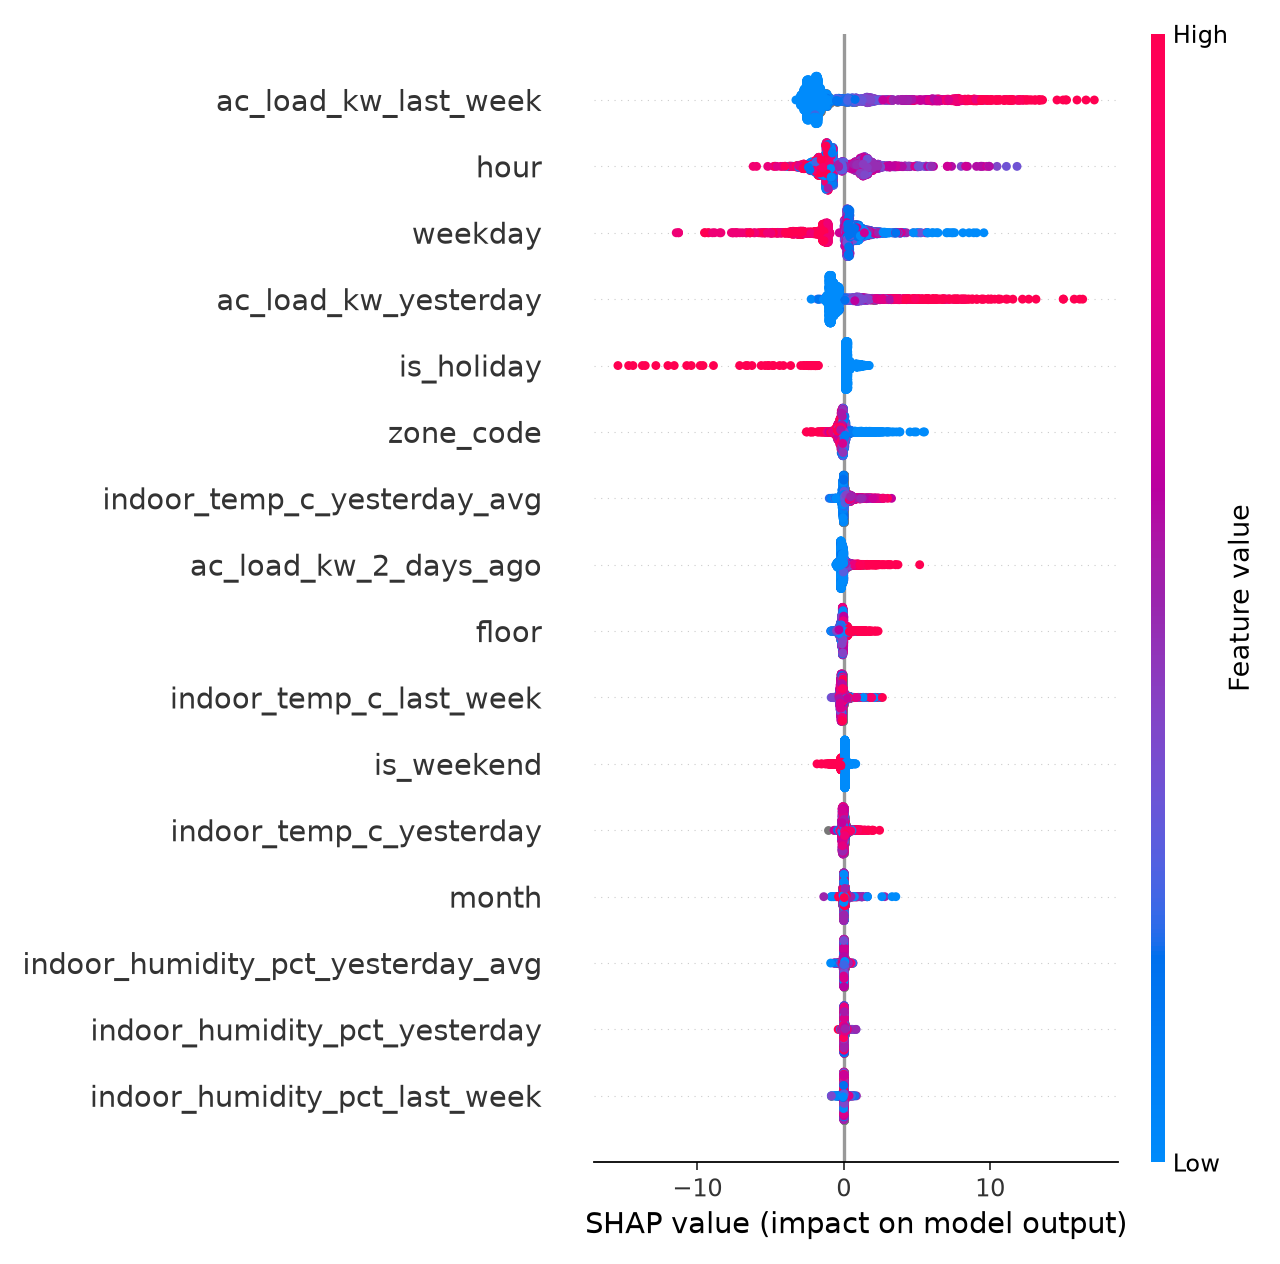 High
ac_load_kw_last_week
hour
weekday
ac_load_kw_yesterday
is_holiday
zone_code
indoor_temp_c_yesterday_avg
ac_load_kw_2_days_ago
floor
indoor_temp_c_last_week
is_weekend
indoor_temp_c_yesterday
month
indoor_humidity_pct_yesterday_avg
indoor_humidity_pct_yesterday
indoor_humidity_pct_last_week
Feature value
Low
−10 0 10
SHAP value (impact on model output)